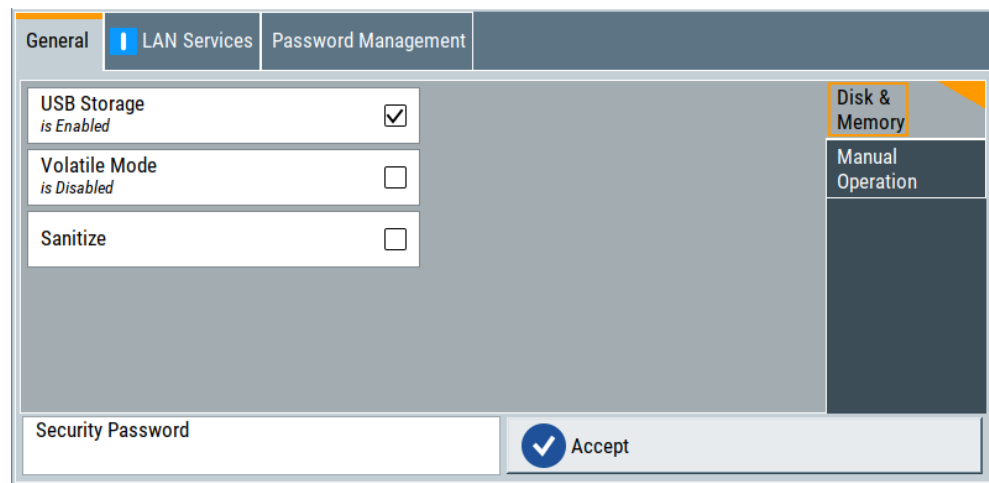 General
LAN Services
Password Management
USB Storage
is Enabled
Volatile Mode
is Disabled
Sanitize
Disk &
Memory
Manual
Operation
Security Password
Accept